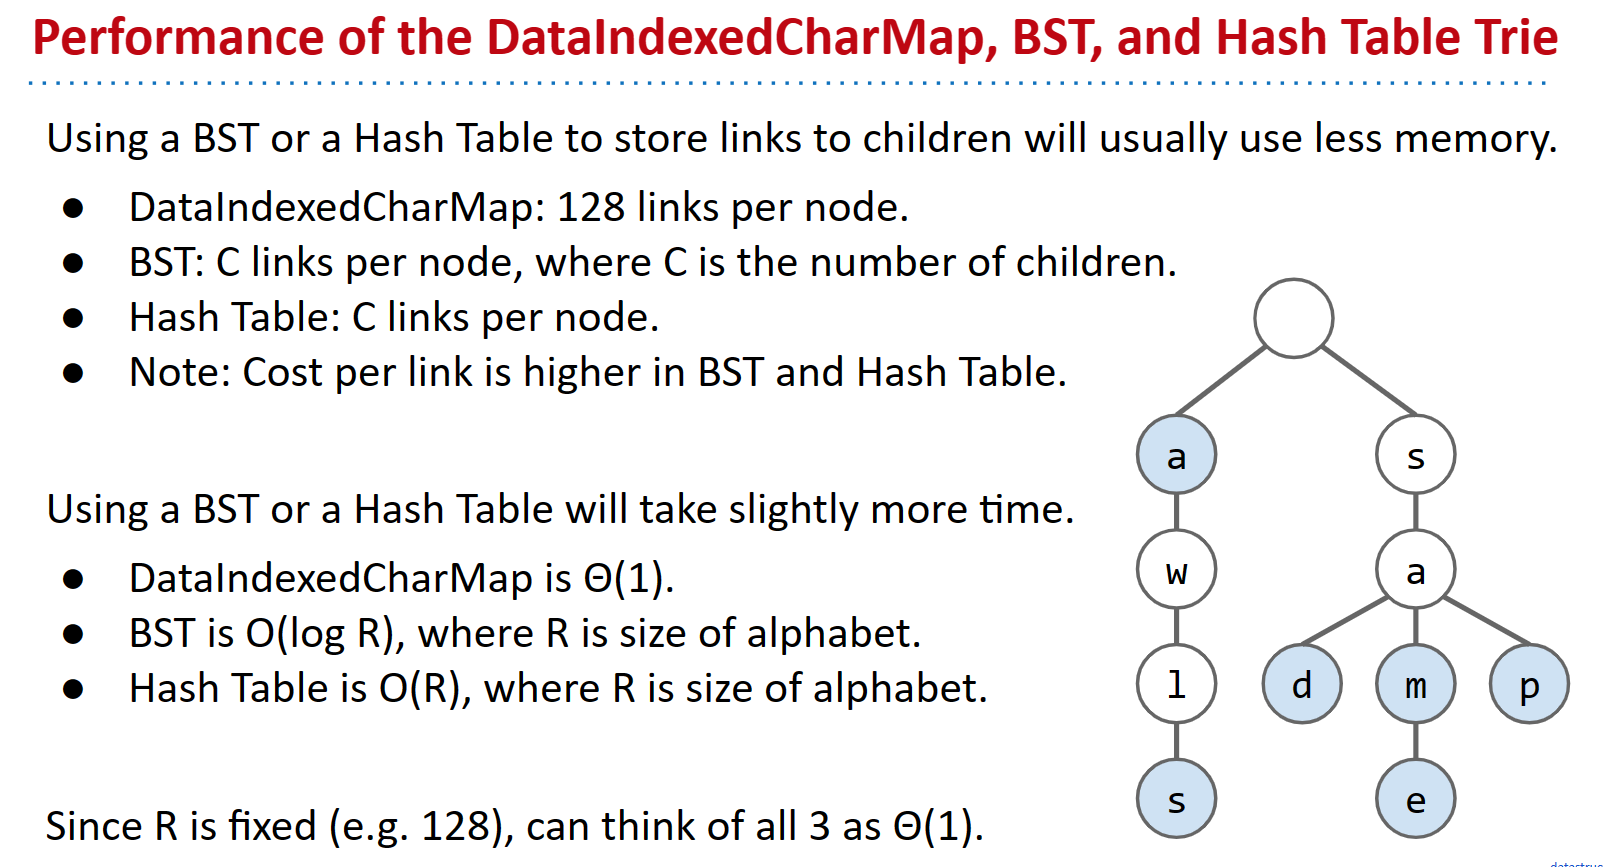 Performance of the DataIndexedCharMap, BST, and Hash Table Trie
Using a BST or a Hash Table to store links to children will usually use less memory.
● DataIndexedCharMap: 128 links per node.
● BST: C links per node, where C is the number of children.
● Hash Table: C links per node.
● Note: Cost per link is higher in BST and Hash Table.
Using a BST or a Hash Table will take slightly more time.
● DataIndexedCharMap is Θ(1).
● BST is O(log R), where R is size of alphabet.
● Hash Table is O(R), where R is size of alphabet.
Since R is fixed (e.g. 128), can think of all 3 as Θ(1).
a s
w a
l d m p
s e